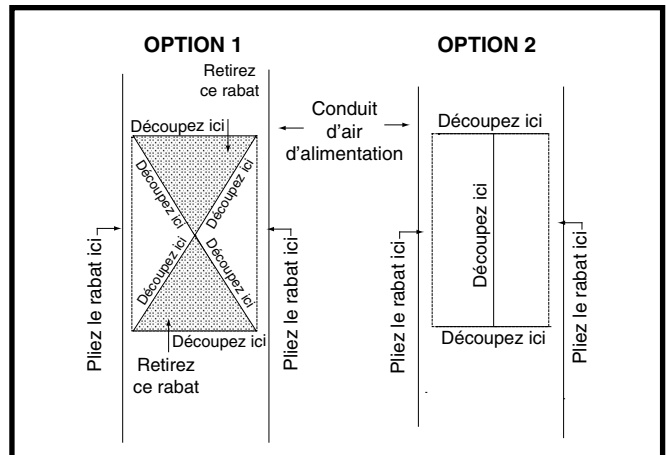 OPTION 1
Retirez
ce rabat
Découpez ici
Découpez ici
Découpez ici
Découpez ici
Découpez ici
Découpez ici
Retirez
ce rabat
Pliez le rabat ici
Pliez le rabat ici
Conduit
d'air
d'alimentation
OPTION 2
Découpez ici
Découpez ici
Découpez ici
Pliez le rabat ici
Pliez le rabat ici